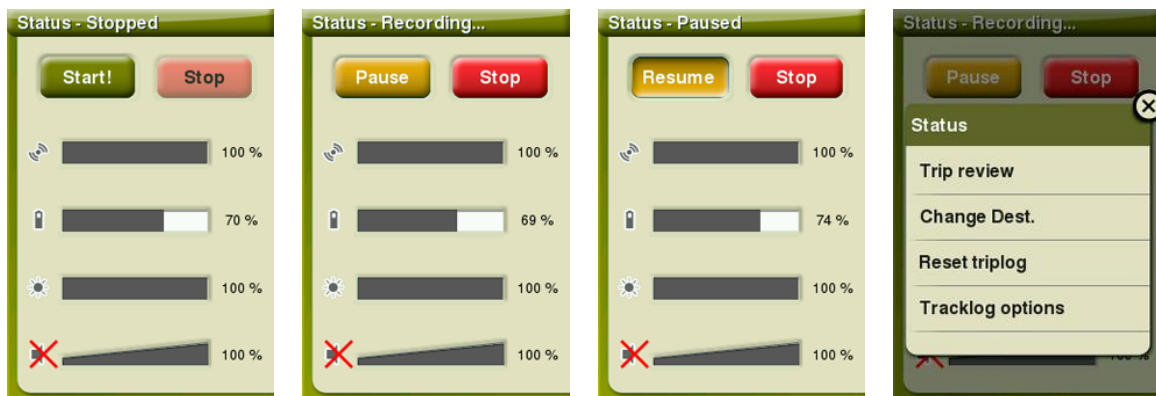 Status - Stopped
Start! Stop
100 %
70 %
100 %
100 %
Status - Recording...
Pause Stop
100 %
69 %
100 %
100 %
Status - Paused
Resume Stop
100 %
74 %
100 %
100 %
Status - Recording...
Pause Stop
Status
Trip review
Change Dest.
Reset triplog
Tracklog options